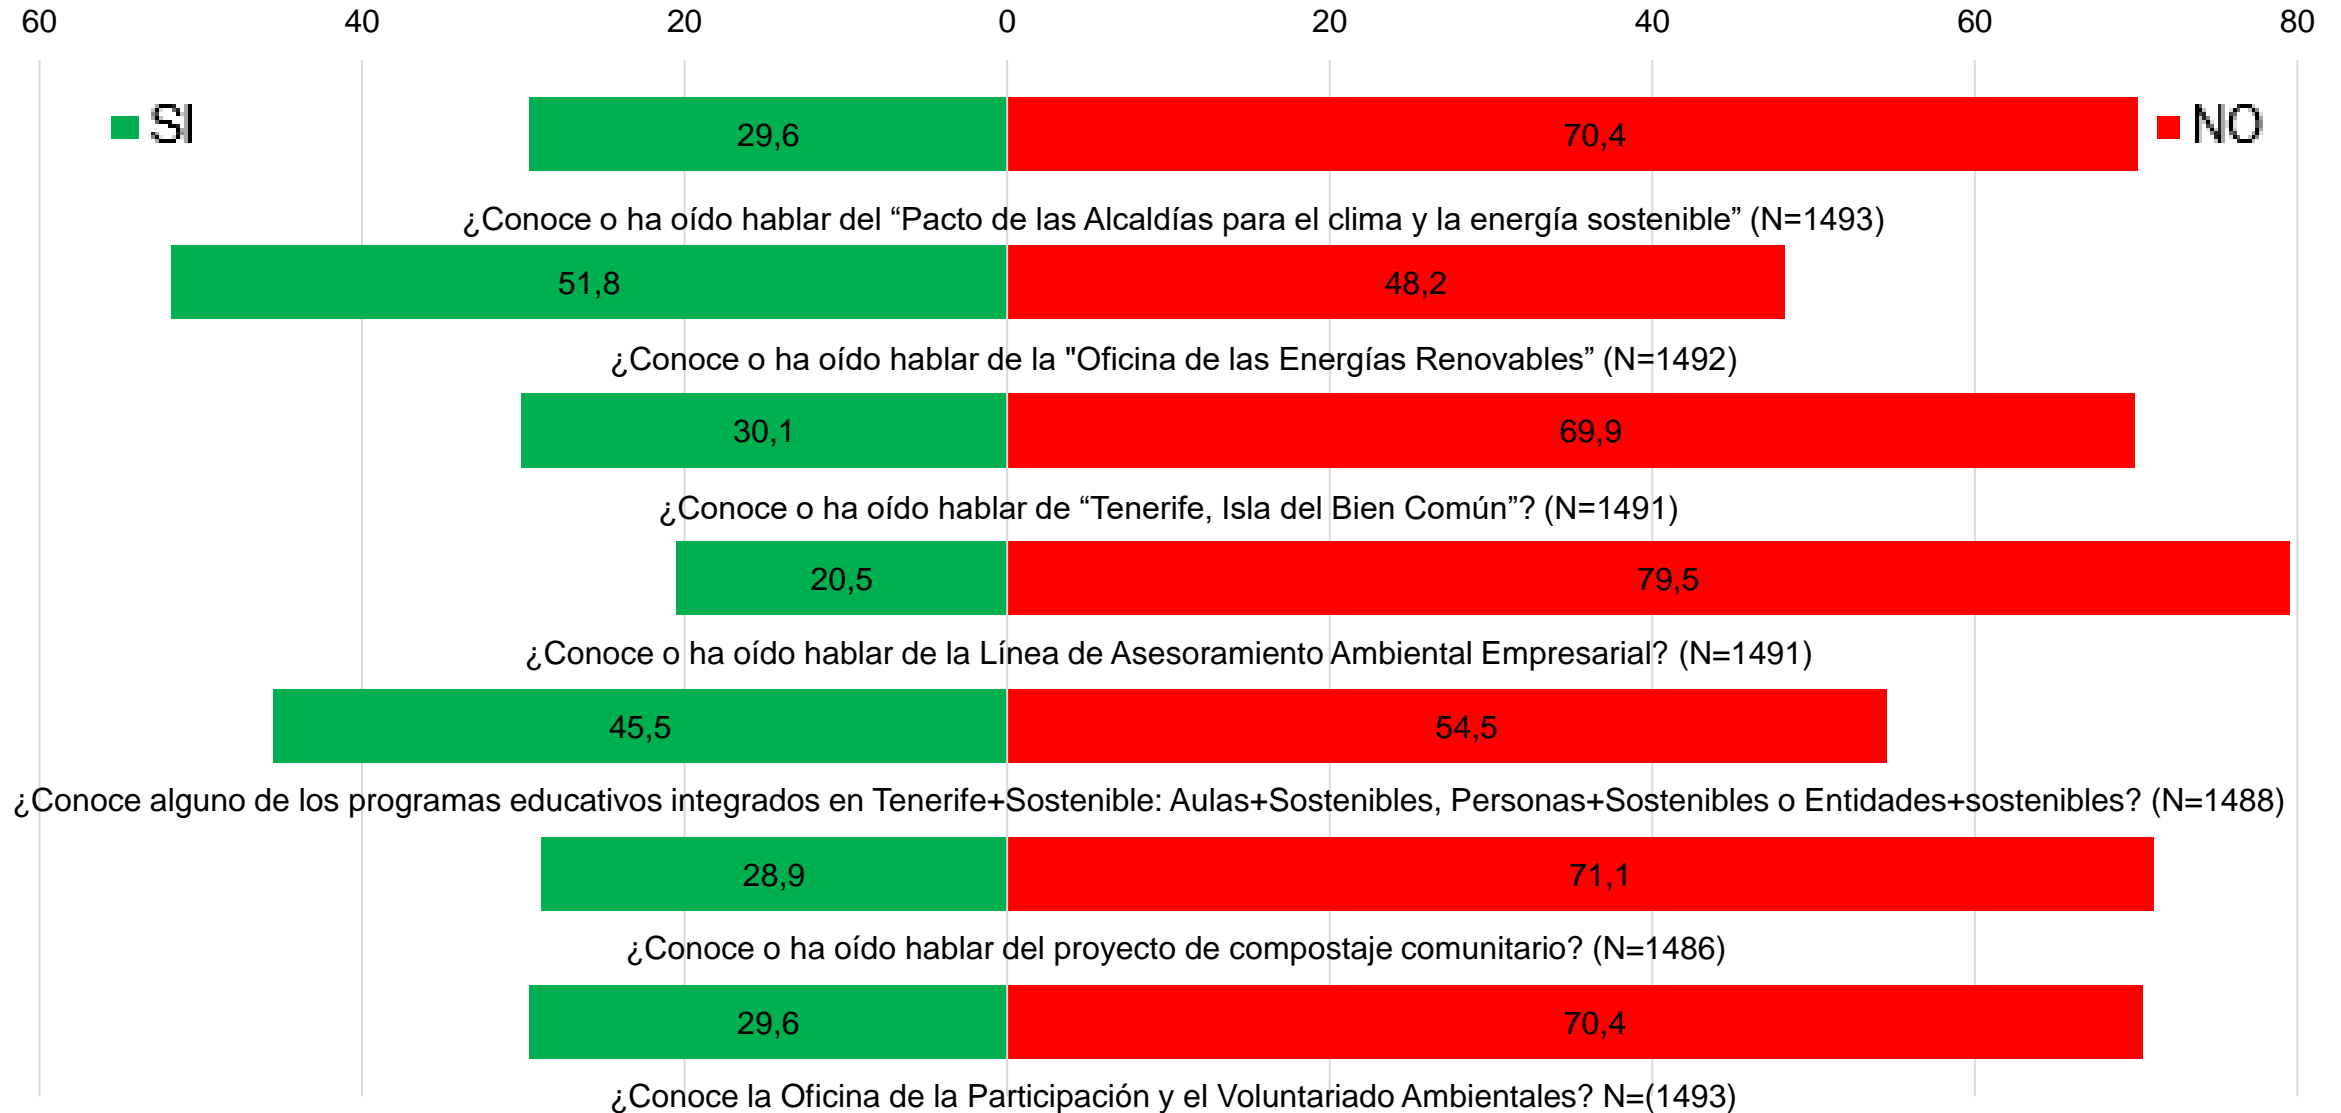 60 40 20 0 20 40 60 80
SI
29,6 70,4
NO
¿Conoce o ha oído hablar del “Pacto de las Alcaldías para el clima y la energía sostenible” (N=1493)
51,8 48,2
¿Conoce o ha oído hablar de la "Oficina de las Energías Renovables” (N=1492)
30,1 69,9
¿Conoce o ha oído hablar de “Tenerife, Isla del Bien Común”? (N=1491)
20,5 79,5
¿Conoce o ha oído hablar de la Línea de Asesoramiento Ambiental Empresarial? (N=1491)
45,5 54,5
¿Conoce alguno de los programas educativos integrados en Tenerife+Sostenible: Aulas+Sostenibles, Personas+Sostenibles o Entidades+sostenibles? (N=1488)
28,9 71,1
¿Conoce o ha oído hablar del proyecto de compostaje comunitario? (N=1486)
29,6 70,4
¿Conoce la Oficina de la Participación y el Voluntariado Ambientales? N=(1493)